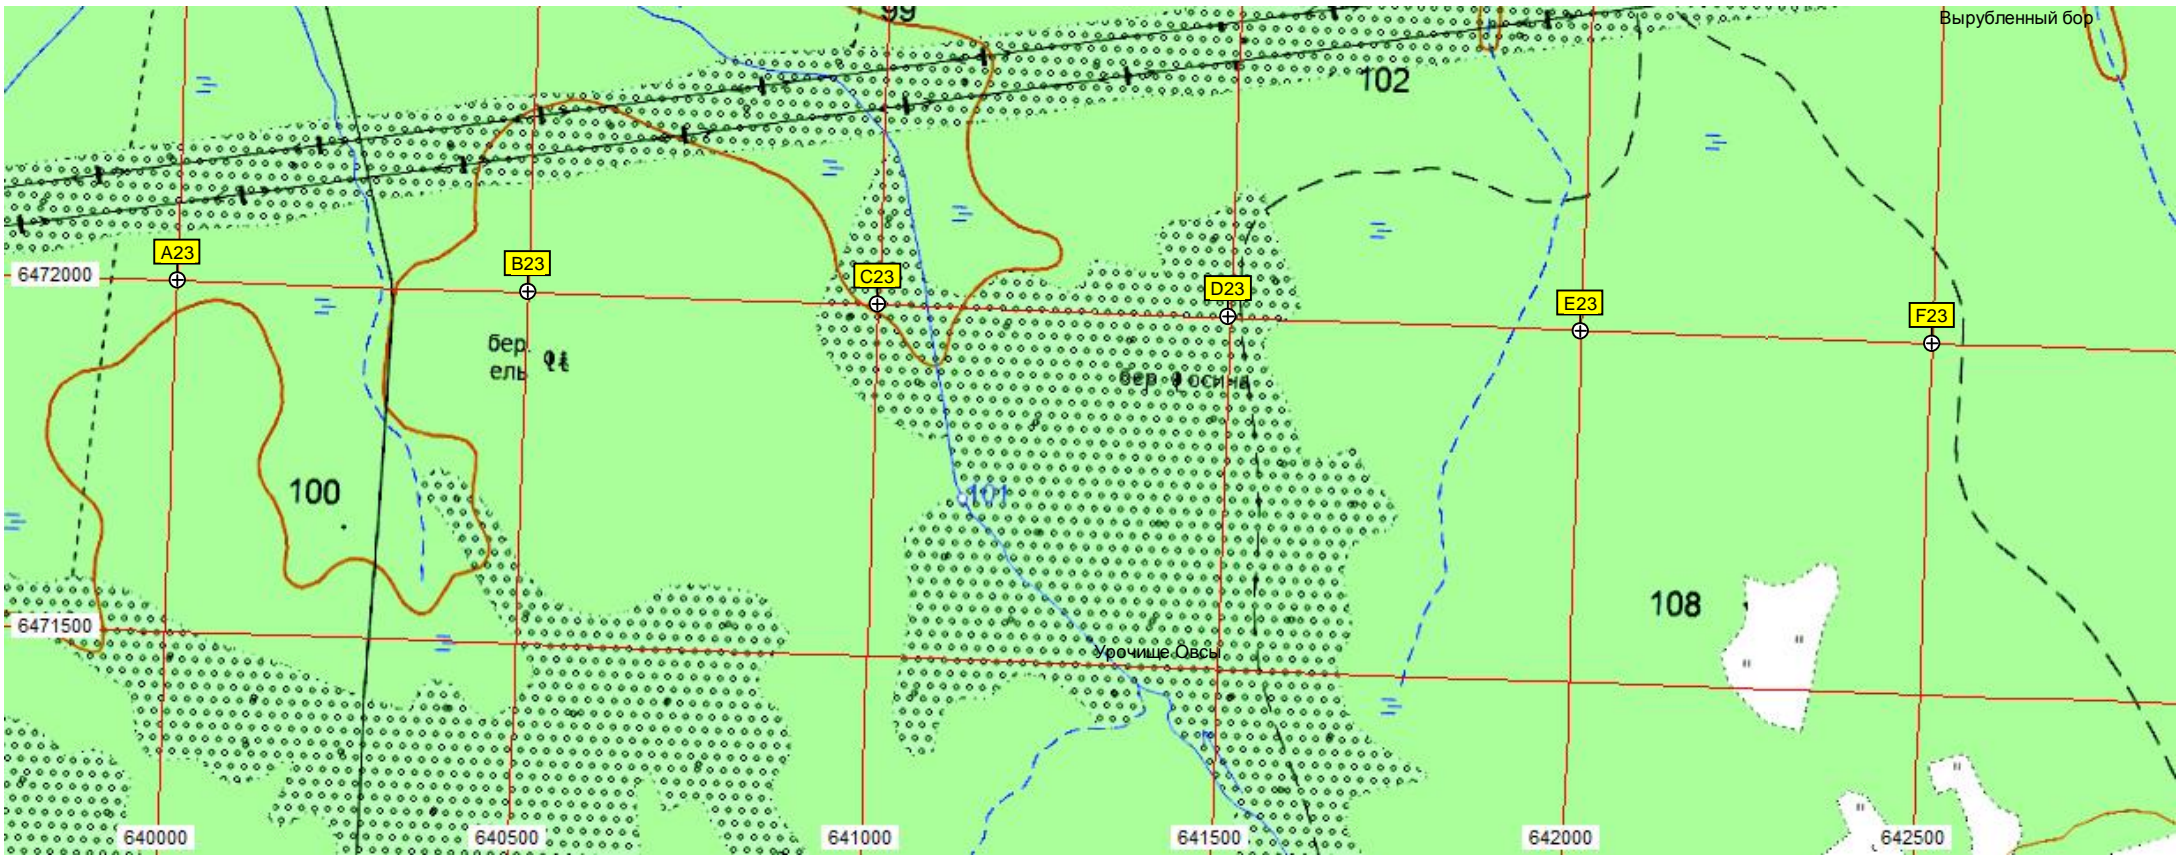 99
Вырубленный бор
102
A23
B23
C23
D23
E23
F23
6472000
бер.
ель
бер. осина
100
101
108
6471500
Урочище Овсы
640000
640500
641000
641500
642000
642500